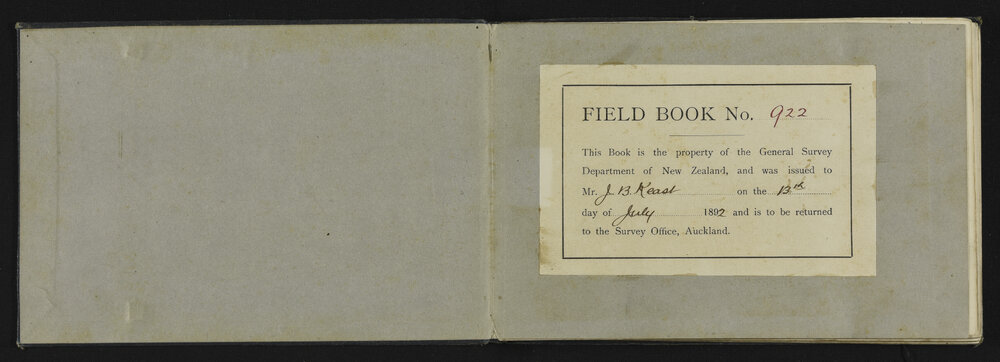 FIELD BOOK No. 922
This Book is the property of the General Survey
Department of New Zealand, and was issued to
Mr. J. B. Keast on the 13th
day of July 1892 and is to be returned
to the Survey Office, Auckland.